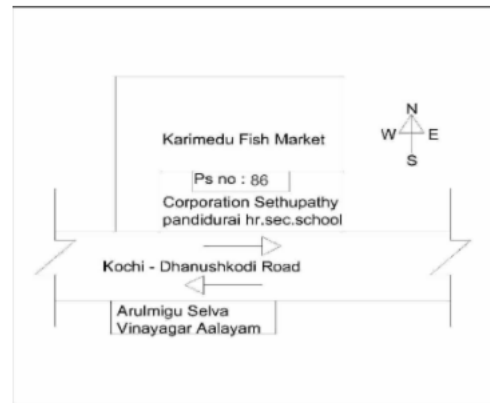 N
W E
S
Karimedu Fish Market
Ps no : 86
Corporation Sethupathy
pandidurai hr.sec.school
Kochi - Dhanushkodi Road
Arulmigu Selva
Vinayagar Aalayam